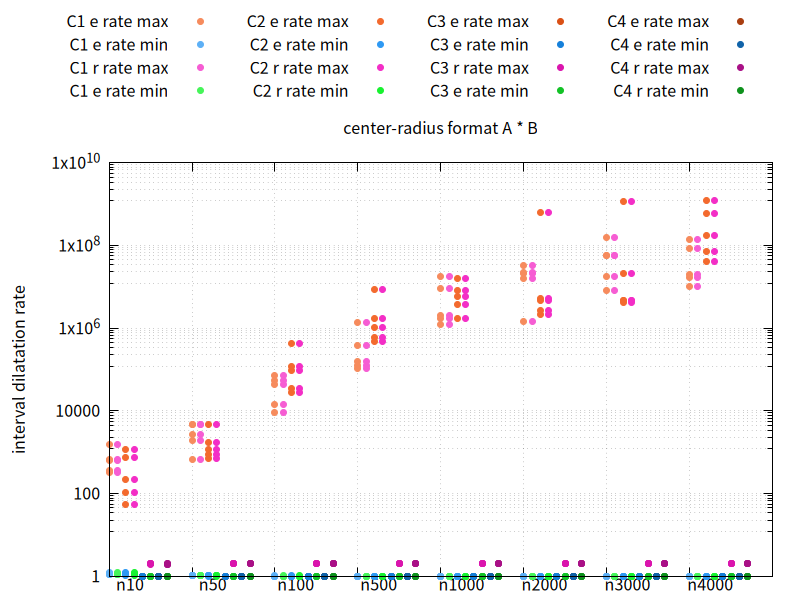 C1 e rate max C2 e rate max C3 e rate max C4 e rate max
C1 e rate min C2 e rate min C3 e rate min C4 e rate min
C1 r rate max C2 r rate max C3 r rate max C4 r rate max
C1 e rate min C2 r rate min C3 e rate min C4 r rate min
center-radius format A * B
interval dilatation rate
1x10^10
1x10^8
1x10^6
10000
100
1
n10 n50 n100 n500 n1000 n2000 n3000 n4000